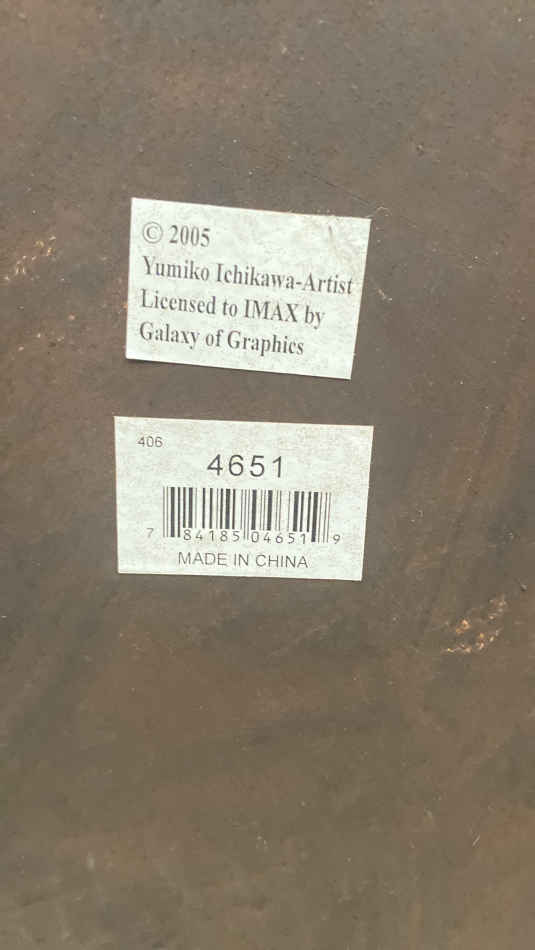 © 2005
Yumiko Ichikawa-Artist
Licensed to IMAX by
Galaxy of Graphics
406
4651
7 84185 04651 9
MADE IN CHINA